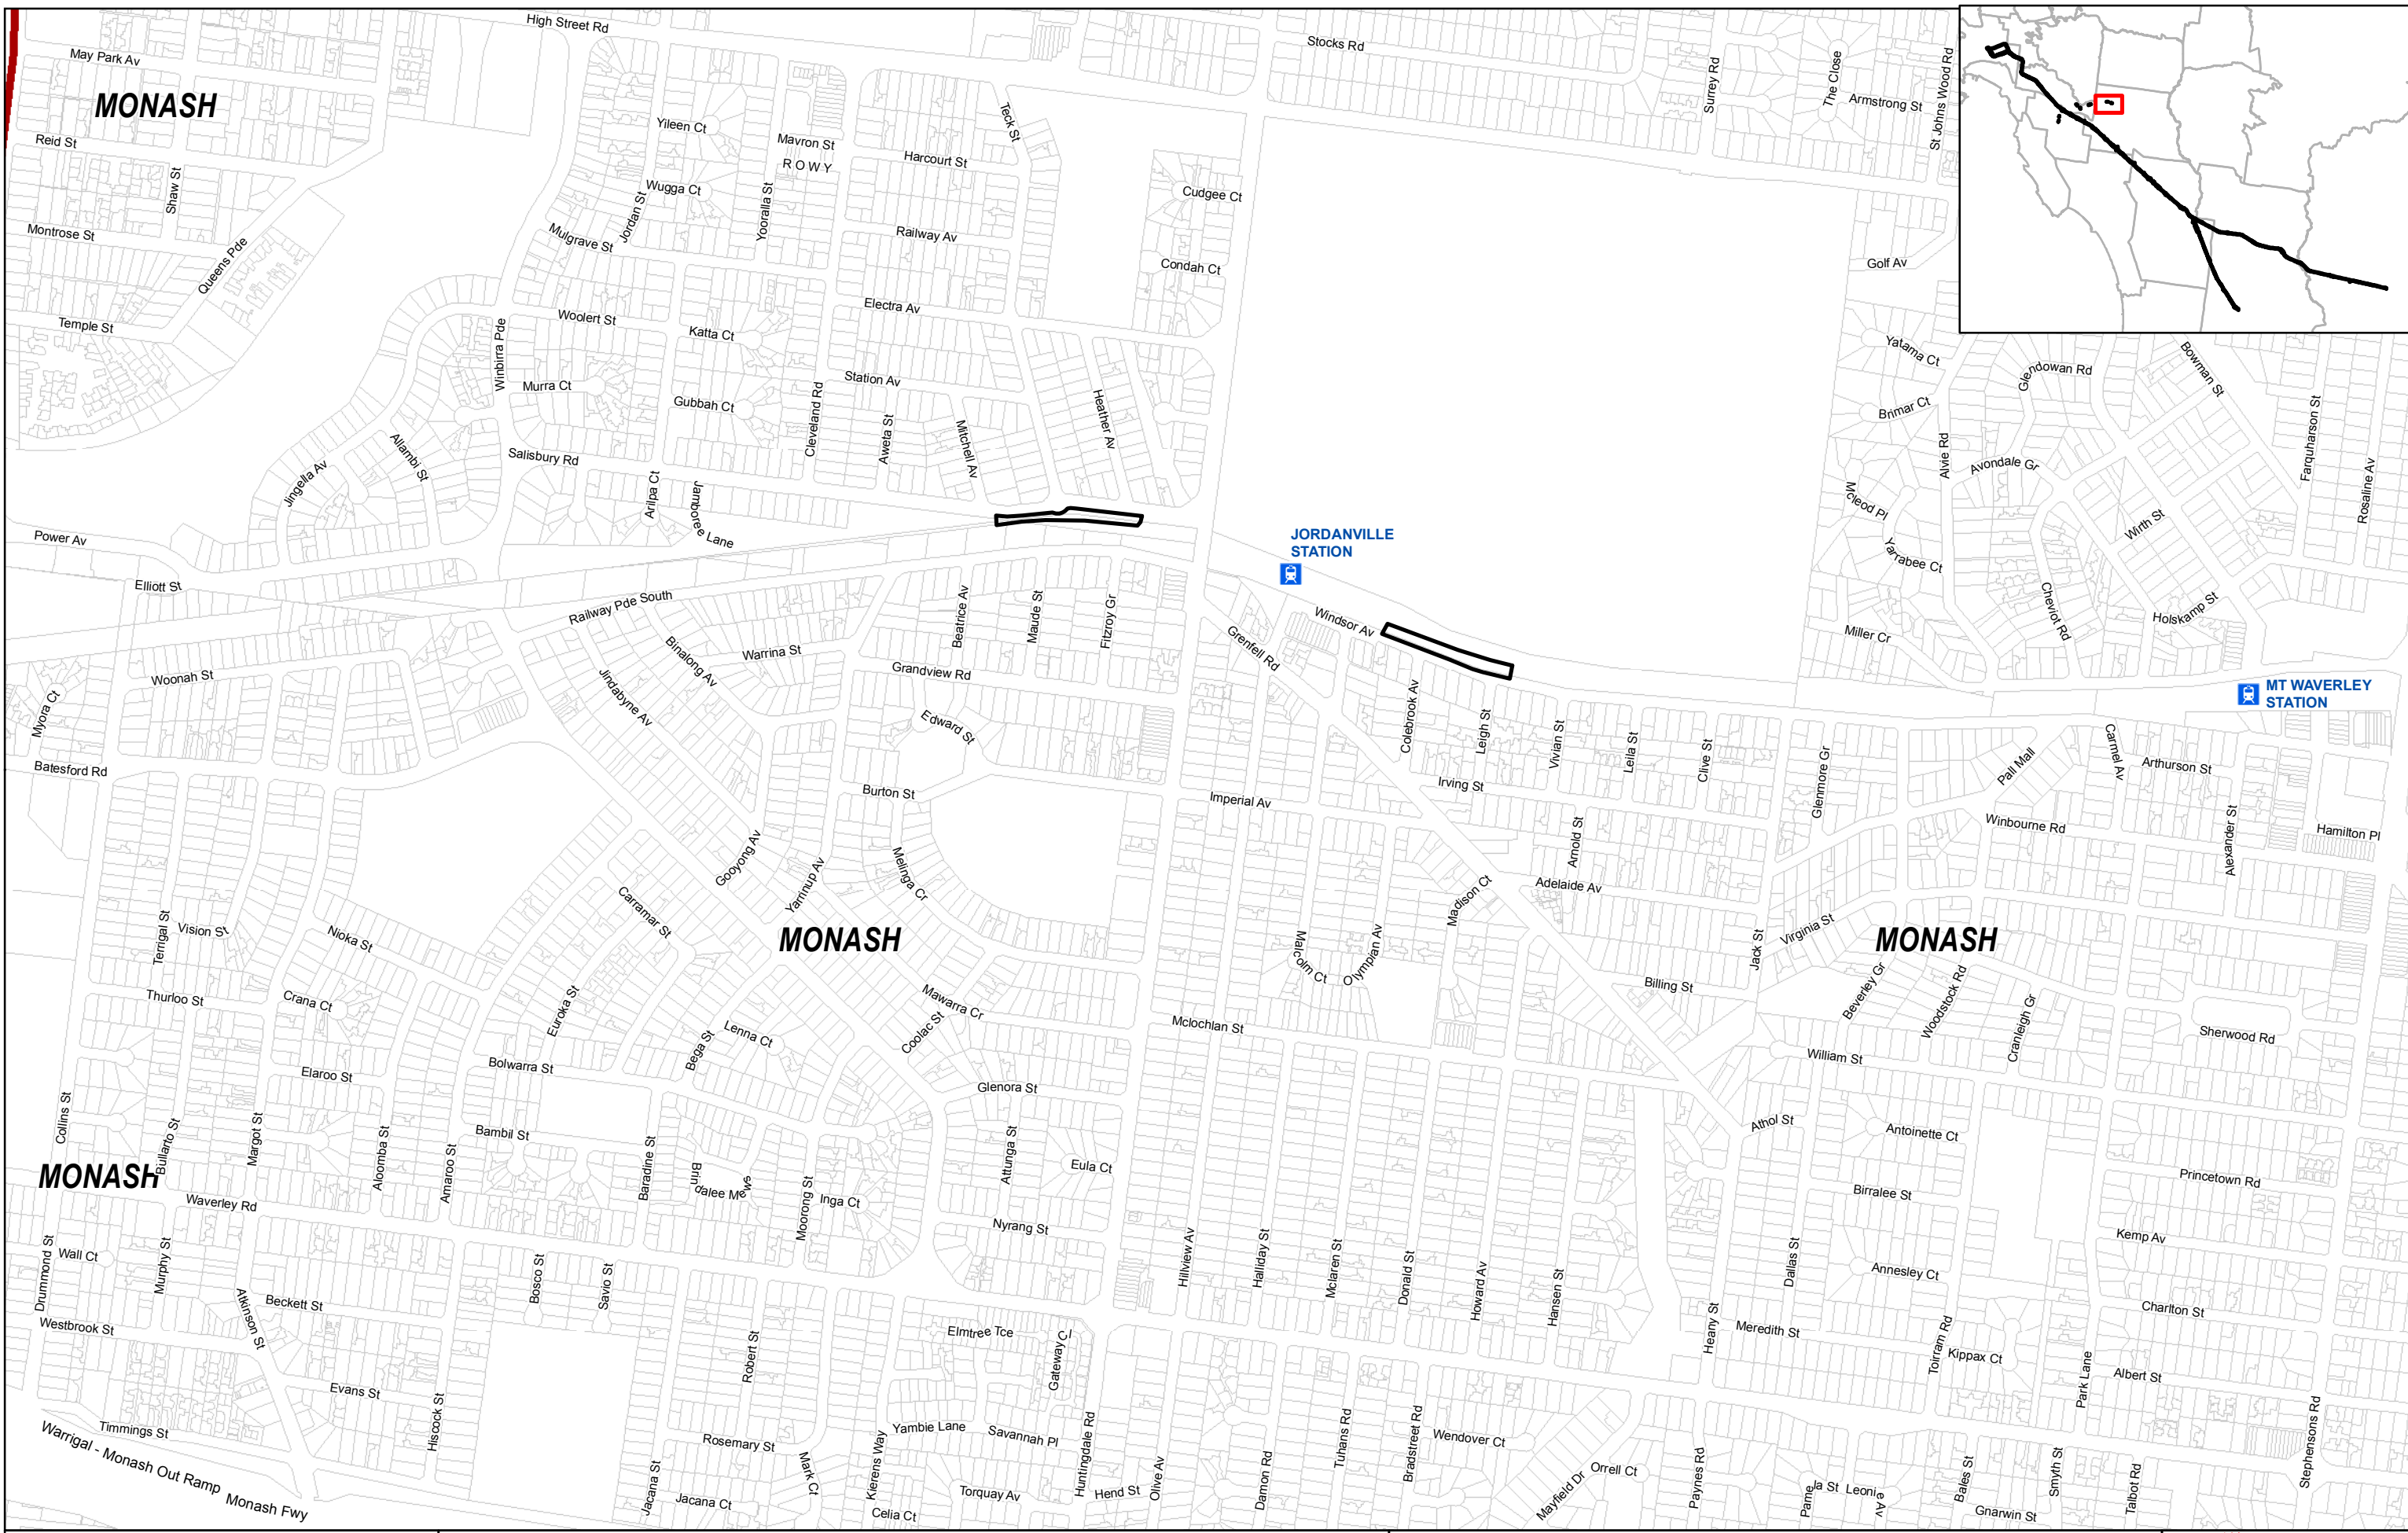 High Street Rd
Stocks Rd
May Park Av
MONASH
Surrey Rd
The Close
Armstrong St
St Johns Wood Rd
Teck St
Yileen Ct
Mavron St
R O W Y
Harcourt St
Reid St
Shaw St
Wugga Ct
Jordan St
Yooralla St
Cudgee Ct
Montrose St
Queens Pde
Mulgrave St
Railway Av
Condah Ct
Golf Av
Temple St
Woolert St
Winbirra Pde
Katta Ct
Electra Av
Yatama Ct
Glendowan Rd
Bowman St
Murra Ct
Gubbah Ct
Station Av
Cleveland Rd
Aweta St
Mitchell Av
Heather Av
Brimar Ct
Alvie Rd
Avondale Gr
Farquharson St
Rosaline Av
Allambi St
Jingella Av
Salisbury Rd
Arilpa Ct
Jamboree Lane
Mcleod Pl
Wirth St
Yarrabee Ct
Power Av
JORDANVILLE
STATION
Elliott St
Railway Pde South
Beatrice Av
Maude St
Fitzroy Gr
Windsor Av
Grenfell Rd
Cheviot Rd
Holskamp St
Miller Cr
Binalong Av
Warrina St
Grandview Rd
Woonah St
Jindabyne Av
Myora Ct
Edward St
Colebrook Av
Leigh St
Vivian St
Leila St
Clive St
MT WAVERLEY
STATION
Batesford Rd
Burton St
Imperial Av
Irving St
Glenmore Gr
Pall Mall
Carmel Av
Arthurson St
Gooyong Av
Yarrinup Av
Melinga Cr
Arnold St
Winbourne Rd
Alexander St
Hamilton Pl
Carramar St
Madison Ct
Adelaide Av
Terrigal St
Vision St
Nioka St
MONASH
Malcolm Ct
Olympian Av
Jack St
Virginia St
MONASH
Thurloo St
Crana Ct
Euroka St
Mawarra Cr
Coolac St
Lenna Ct
Bega St
Mclochlan St
Billing St
Beverley Gr
Woodstock Rd
Cranleigh Gr
Sherwood Rd
Bolwarra St
Elaroo St
Glenora St
William St
Collins St
Bullarto St
Margot St
Aloomba St
Amaroo St
Bambil St
Baradine St
Brindalee Mews
Moorong St
Inga Ct
Attunga St
Eula Ct
Athol St
Antoinette Ct
MONASH
Waverley Rd
Birralee St
Princetown Rd
Nyrang St
Kemp Av
Wall Ct
Drummond St
Murphy St
Bosco St
Savio St
Hillview Av
Halliday St
Mclaren St
Donald St
Howard Av
Hansen St
Dallas St
Annesley Ct
Beckett St
Atkinson St
Westbrook St
Charlton St
Robert St
Elmtree Tce
Gateway Cl
Heany St
Meredith St
Toirram Rd
Kippax Ct
Park Lane
Albert St
Evans St
Hiscock St
Timmings St
Warrigal - Monash Out Ramp
Monash Fwy
Rosemary St
Mark Ct
Jacana St
Jacana Ct
Kierens Way
Yambie Lane
Savannah Pl
Huntingdale Rd
Torquay Av
Celia Ct
Hend St
Olive Av
Damon Rd
Tuhans Rd
Bradstreet Rd
Wendover Ct
Mayfield Dr
Orrell Ct
Paynes Rd
Pamela St
Leonie Av
Bales St
Gnarwin St
Smyth St
Talbot Rd
Stephensons Rd